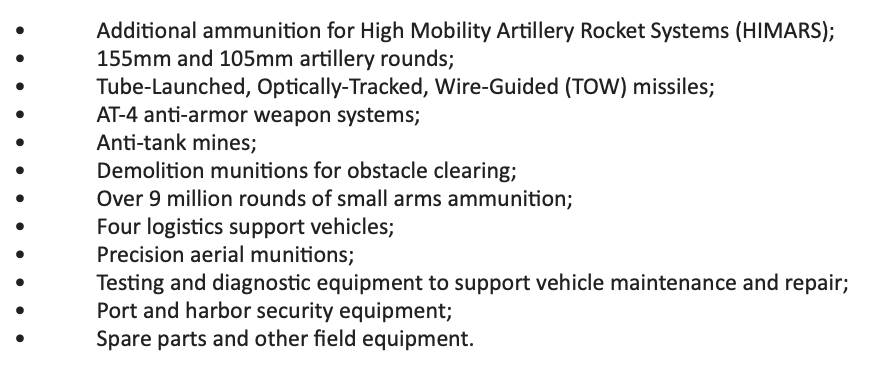 • Additional ammunition for High Mobility Artillery Rocket Systems (HIMARS);
• 155mm and 105mm artillery rounds;
• Tube-Launched, Optically-Tracked, Wire-Guided (TOW) missiles;
• AT-4 anti-armor weapon systems;
• Anti-tank mines;
• Demolition munitions for obstacle clearing;
• Over 9 million rounds of small arms ammunition;
• Four logistics support vehicles;
• Precision aerial munitions;
• Testing and diagnostic equipment to support vehicle maintenance and repair;
• Port and harbor security equipment;
• Spare parts and other field equipment.